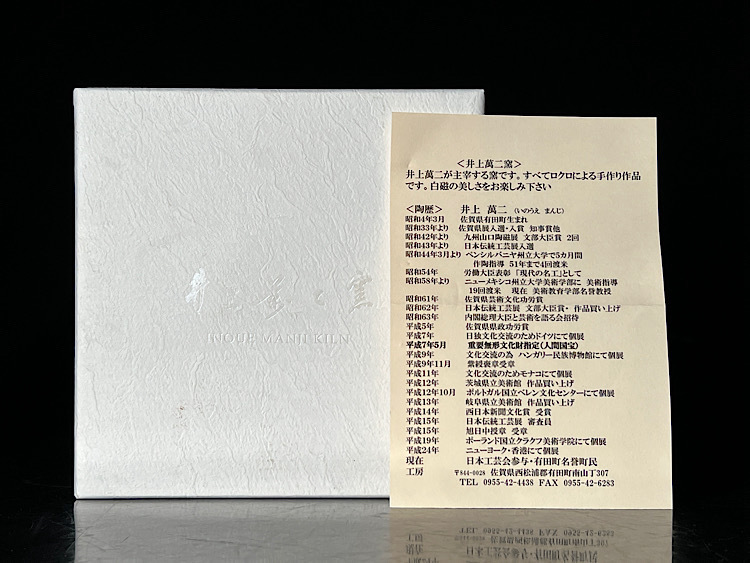 萬二窯
INOUE MANJI KILN
＜井上萬二窯＞
井上萬二が主宰する窯です。すべてロクロによる手作り作品
です。白磁の美しさをお楽しみ下さい
＜陶歴＞ 井上 萬二 （いのうえ まんじ）
昭和4年3月 佐賀県有田町生まれ
昭和33年より 佐賀県展入選・入賞 知事賞他
昭和42年より 九州山口陶磁展 文部大臣賞 2回
昭和43年より 日本伝統工芸展入選
昭和44年3月より ペンシルバニヤ州立大学で5カ月間
作陶指導 51年まで4回渡米
昭和54年 労働大臣表彰「現代の名工」として
昭和58年より ニューメキシコ州立大学美術学部に 美術指導
19回渡米 現在 美術教育学部名誉教授
昭和61年 佐賀県芸術文化功労賞
昭和62年 日本伝統工芸展 文部大臣賞・ 作品買い上げ
昭和63年 内閣総理大臣と芸術を語る会招待
平成5年 佐賀県県政功労賞
平成7年 日独文化交流のためドイツにて個展
平成7年5月 重要無形文化財指定（人間国宝）
平成9年 文化交流の為 ハンガリー民族博物館にて個展
平成9年11月 紫綬褒章受章
平成11年 文化交流のためモナコにて個展
平成12年 茨城県立美術館 作品買い上げ
平成12年10月 ポルトガル国立ベレン文化センターにて個展
平成13年 岐阜県立美術館 作品買い上げ
平成14年 西日本新聞文化賞 受賞
平成15年 日本伝統工芸展 審査員
平成15年 旭日中授章 受章
平成19年 ポーランド国立クラクフ美術学院にて個展
平成24年 ニューヨーク・香港にて個展
現在 日本工芸会参与・有田町名誉町民
工房 〒844-0028 佐賀県西松浦郡有田町南山丁307
TEL 0955-42-4438 FAX 0955-42-6283